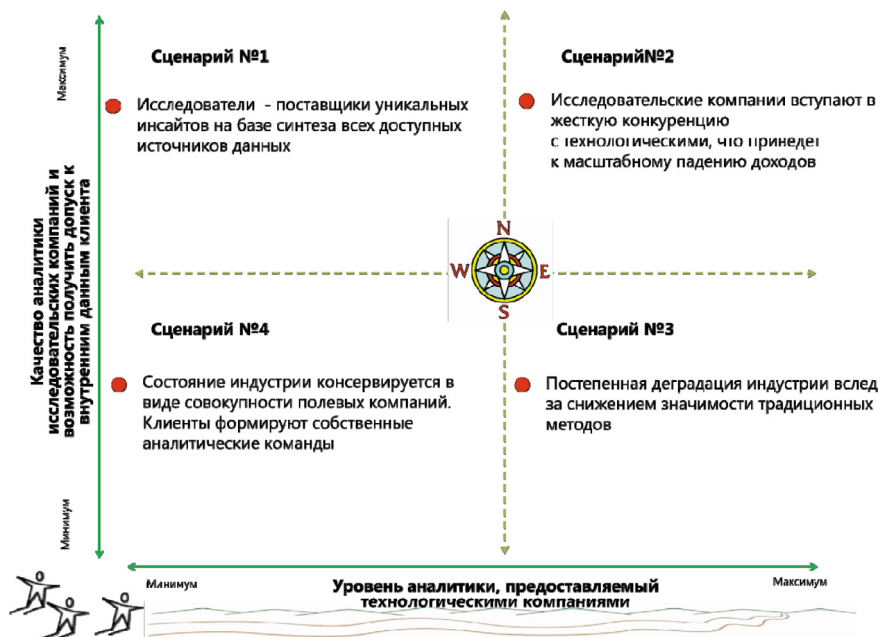 Сценарий №1
Исследователи - поставщики уникальных
инсайтов на базе синтеза всех доступных
источников данных
Сценарий№2
Исследовательские компании вступают в
жесткую конкуренцию
с технологическими, что принедет
к масштабному падению доходов
N
W
E
S
Сценарий №4
Состояние индустрии консервируется в
виде совокупности полевых компаний.
Клиенты формируют собственные
аналитические команды
Сценарий №3
Постепенная деградация индустрии вслед
за снижением значимости традиционных
методов
Максимум
Качество аналитики
исследовательских компаний и
возможность получить допуск к
внутренним данным клиента
Минимум
Минимум
Уровень аналитики, предоставляемый
технологическими компаниями
Максимум